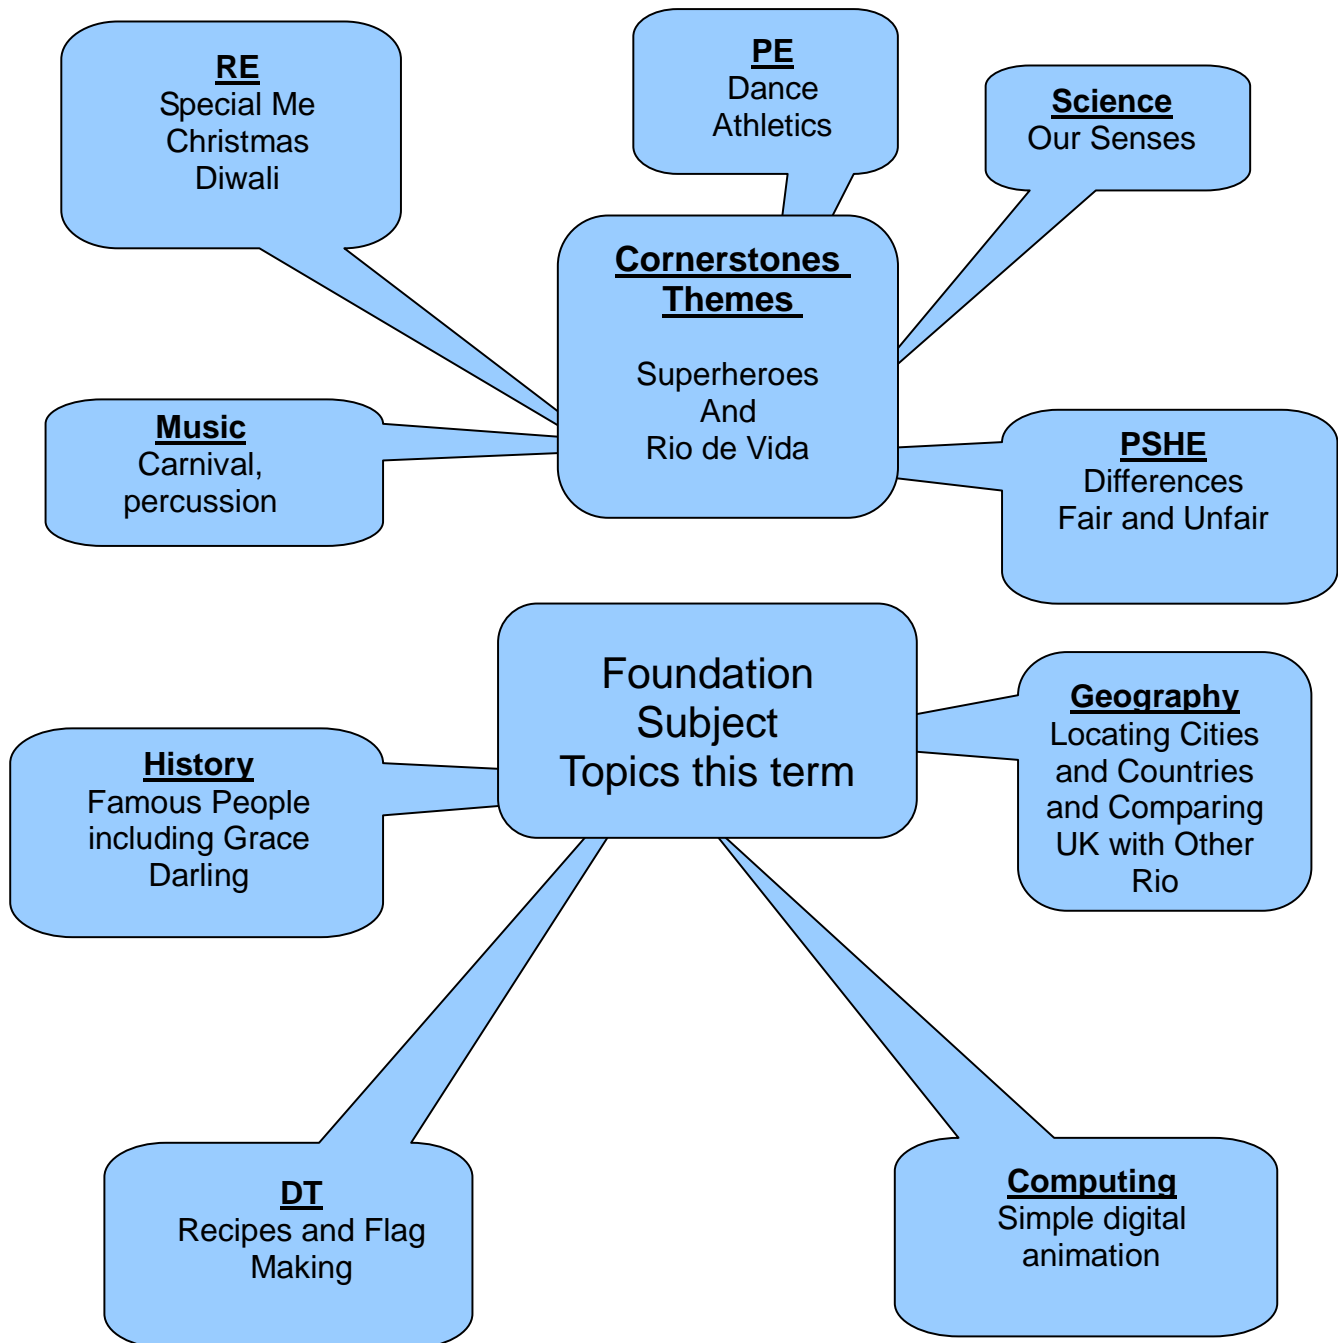 RE
Special Me
Christmas
Diwali
PE
Dance
Athletics
Science
Our Senses
Cornerstones
Themes
Superheroes
And
Rio de Vida
Music
Carnival,
percussion
PSHE
Differences
Fair and Unfair
Foundation
Subject
Topics this term
Geography
Locating Cities
and Countries
and Comparing
UK with Other
Rio
History
Famous People
including Grace
Darling
DT
Recipes and Flag
Making
Computing
Simple digital
animation